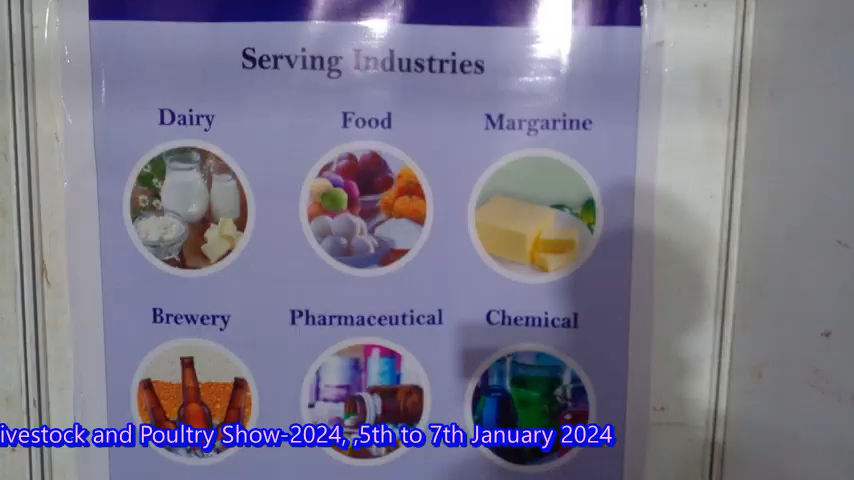 Serving Industries
Dairy Food Margarine
Brewery Pharmaceutical Chemical
ivestock and Poultry Show-2024, ,5th to 7th January 2024